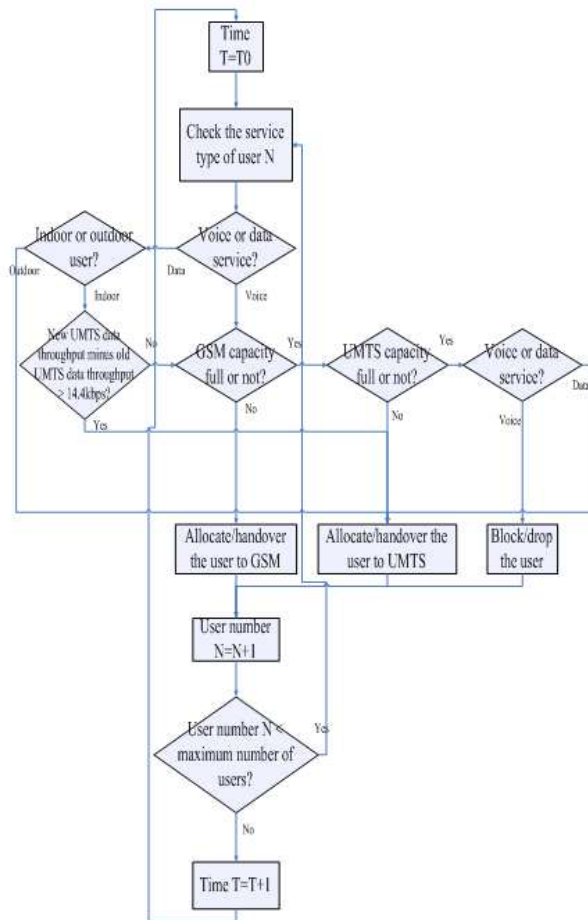 Time
T=T0
Check the service
type of user N
Indoor or outdoor
user?
Voice or data
service?
Outdoor
Data
Indoor
Voice
New UMTS data
throughput minus old
UMTS data throughput
> 14.4kbps?
No
GSM capacity
full or not?
Yes
UMTS capacity
full or not?
Yes
Voice or data
service?
Data
Yes
No
No
Voice
Allocate/handover
the user to GSM
Allocate/handover the
user to UMTS
Block/drop
the user
User number
N=N+1
User number N <
maximum number of
users?
Yes
No
Time T=T+1